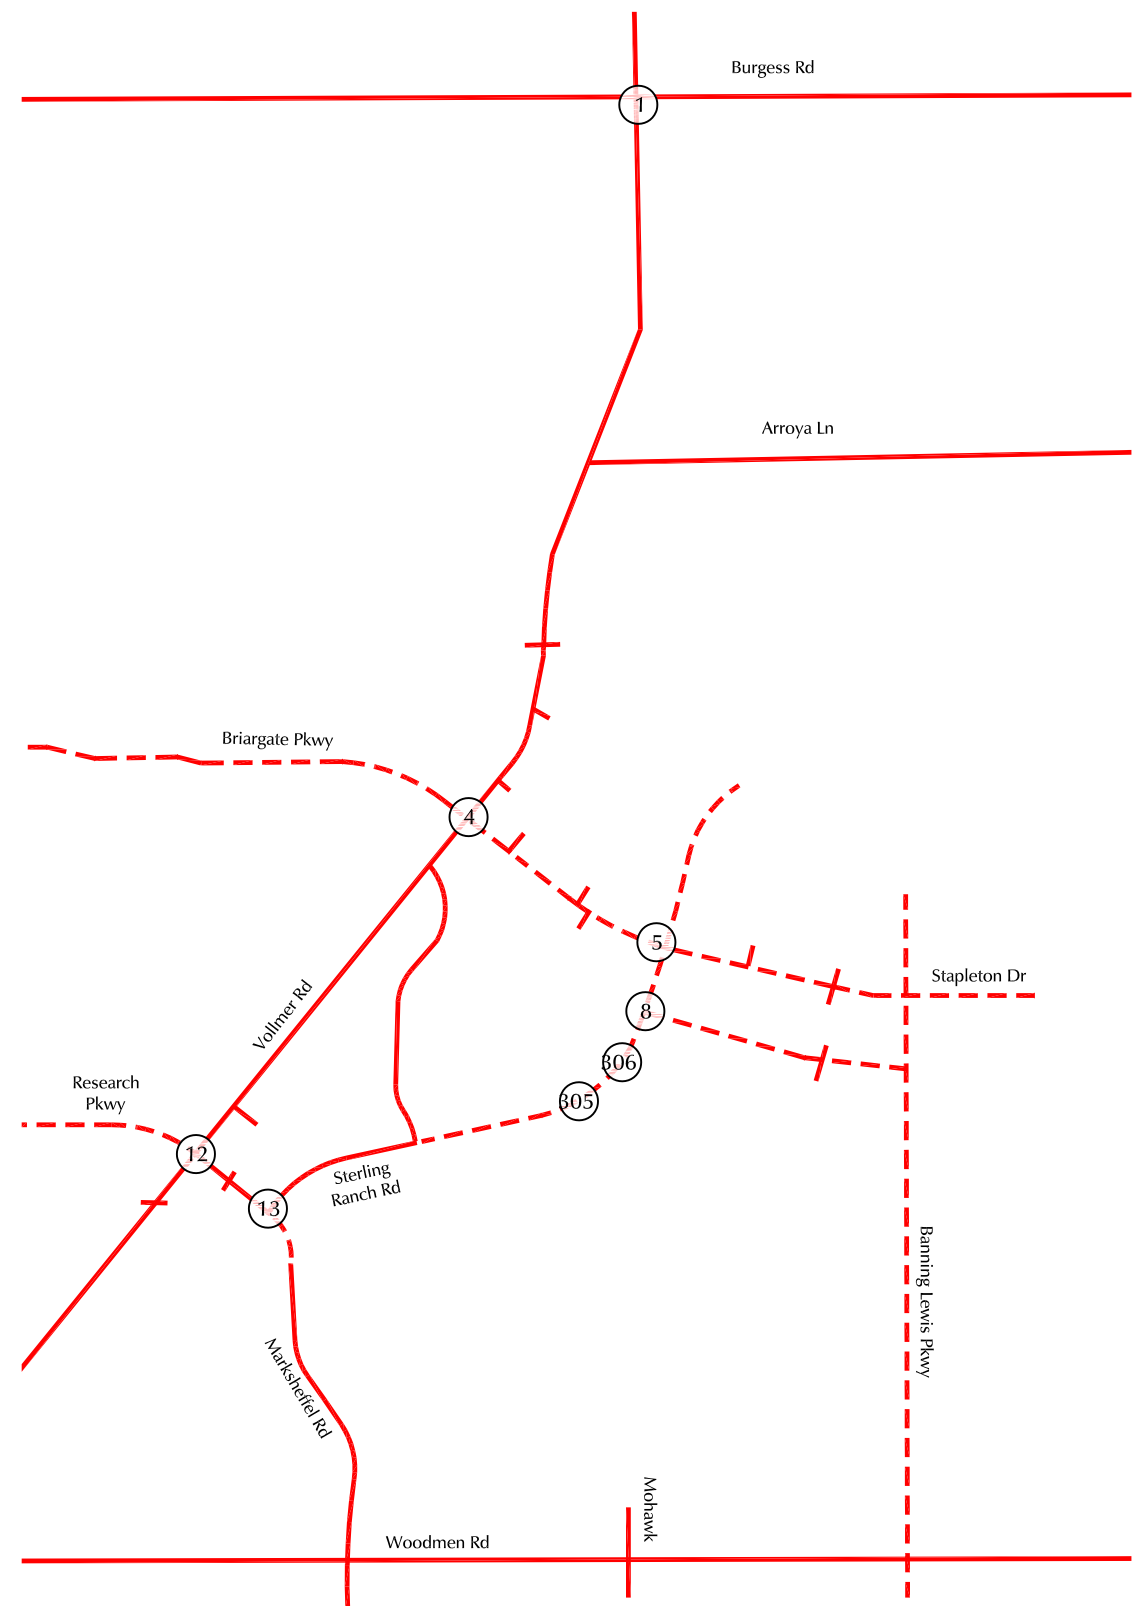 Burgess Rd
1
Arroya Ln
Briargate Pkwy
4
5
Stapleton Dr
Vollmer Rd
8
306
Research
Pkwy
305
12
Sterling
Ranch Rd
13
Banning Lewis Pkwy
Marksheffel Rd
Mohawk
Woodmen Rd